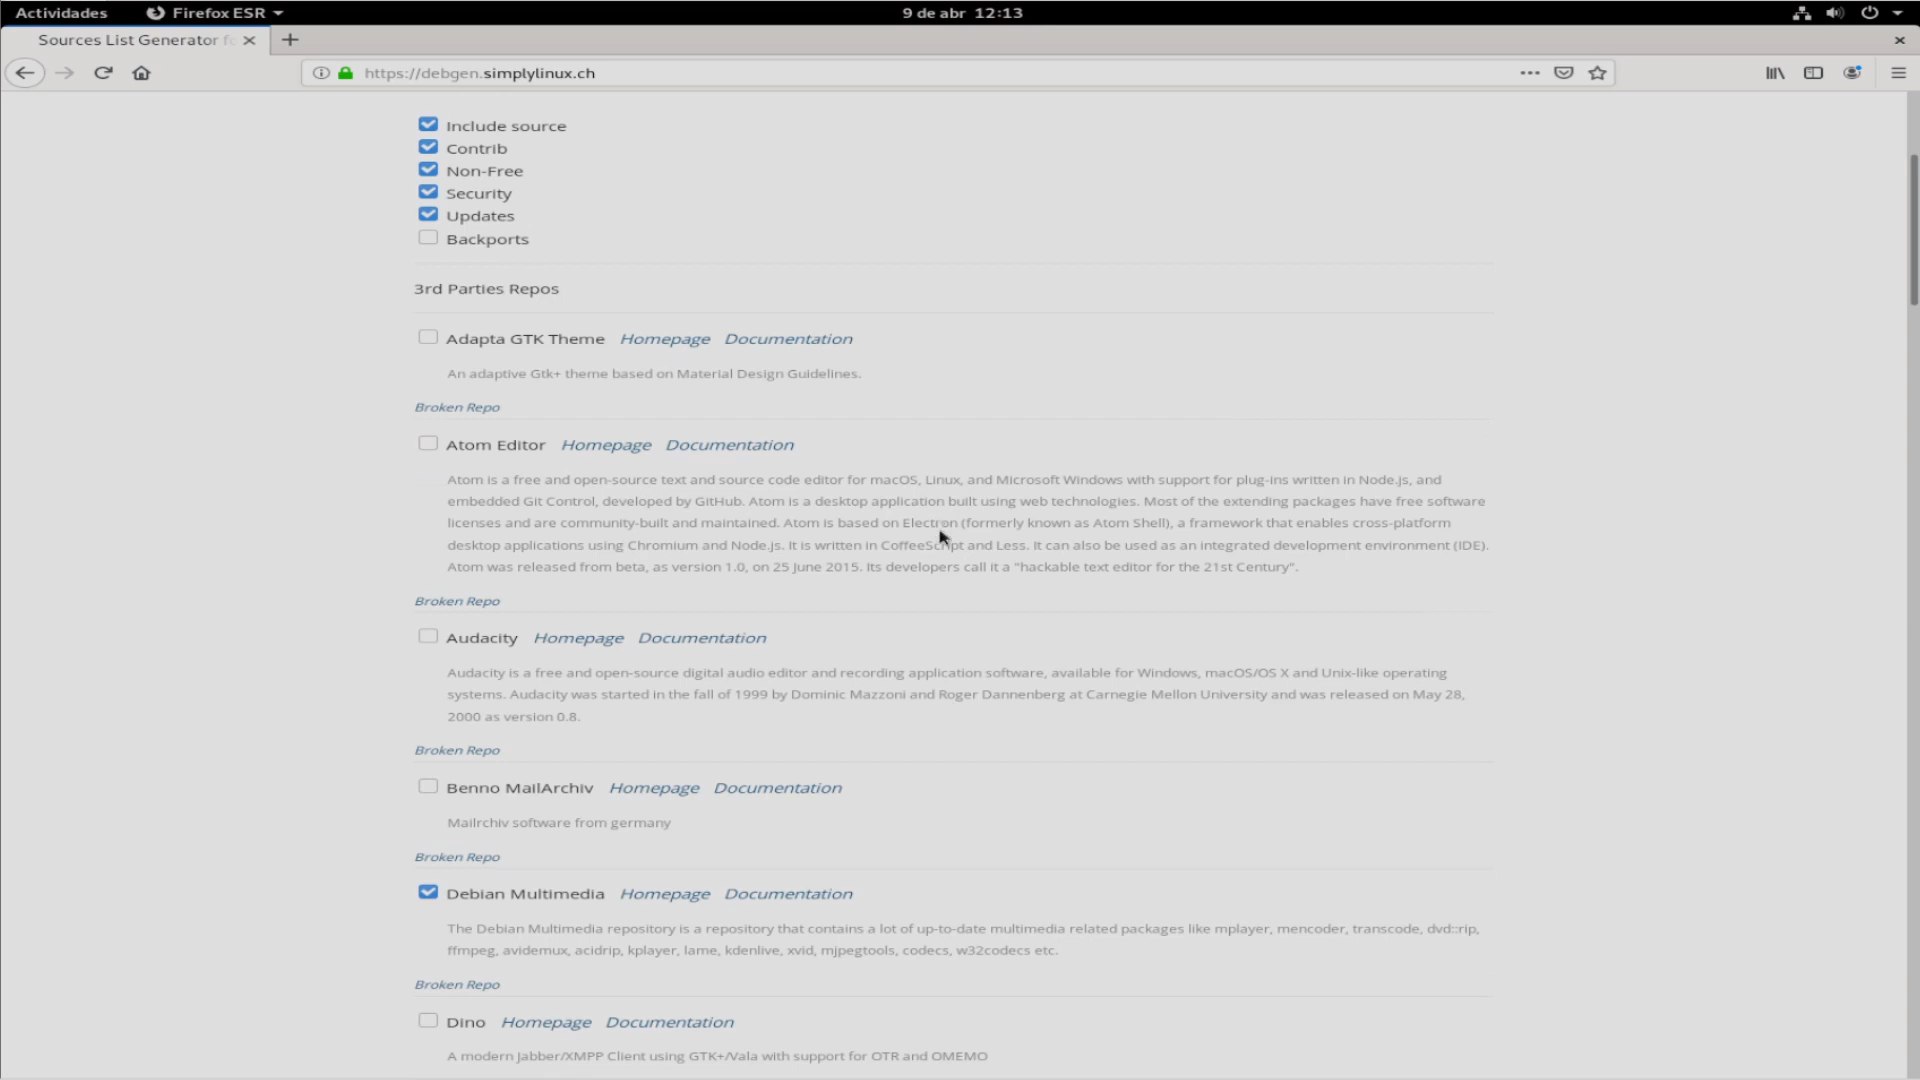 Actividades
Firefox ESR
9 de abr 12:13
Sources List Generator fo
https://debgen.simplylinux.ch
Include source
Contrib
Non-Free
Security
Updates
Backports
3rd Parties Repos
Adapta GTK Theme Homepage Documentation
An adaptive Gtk+ theme based on Material Design Guidelines.
Broken Repo
Atom Editor Homepage Documentation
Atom is a free and open-source text and source code editor for macOS, Linux, and Microsoft Windows with support for plug-ins written in Node.js, and
embedded Git Control, developed by GitHub. Atom is a desktop application built using web technologies. Most of the extending packages have free software
licenses and are community-built and maintained. Atom is based on Electron (formerly known as Atom Shell), a framework that enables cross-platform
desktop applications using Chromium and Node.js. It is written in CoffeeScript and Less. It can also be used as an integrated development environment (IDE).
Atom was released from beta, as version 1.0, on 25 June 2015. Its developers call it a "hackable text editor for the 21st Century".
Broken Repo
Audacity Homepage Documentation
Audacity is a free and open-source digital audio editor and recording application software, available for Windows, macOS/OS X and Unix-like operating
systems. Audacity was started in the fall of 1999 by Dominic Mazzoni and Roger Dannenberg at Carnegie Mellon University and was released on May 28,
2000 as version 0.8.
Broken Repo
Benno MailArchiv Homepage Documentation
Mailrchiv software from germany
Broken Repo
Debian Multimedia Homepage Documentation
The Debian Multimedia repository is a repository that contains a lot of up-to-date multimedia related packages like mplayer, mencoder, transcode, dvd::rip,
ffmpeg, avidemux, acidrip, kplayer, lame, kdenlive, xvid, mjpegtools, codecs, w32codecs etc.
Broken Repo
Dino Homepage Documentation
A modern Jabber/XMPP Client using GTK+/Vala with support for OTR and OMEMO